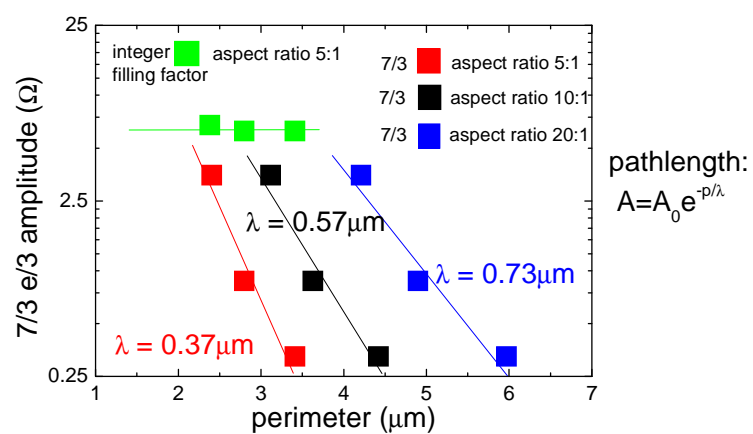 25
integer
filling factor
aspect ratio 5:1
7/3 aspect ratio 5:1
7/3 aspect ratio 10:1
7/3 aspect ratio 20:1
7/3 e/3 amplitude (Ω)
2.5
λ = 0.57μm
λ = 0.73μm
λ = 0.37μm
0.25
1 2 3 4 5 6 7
perimeter (μm)
pathlength:
A=A₀e^{-p/λ}